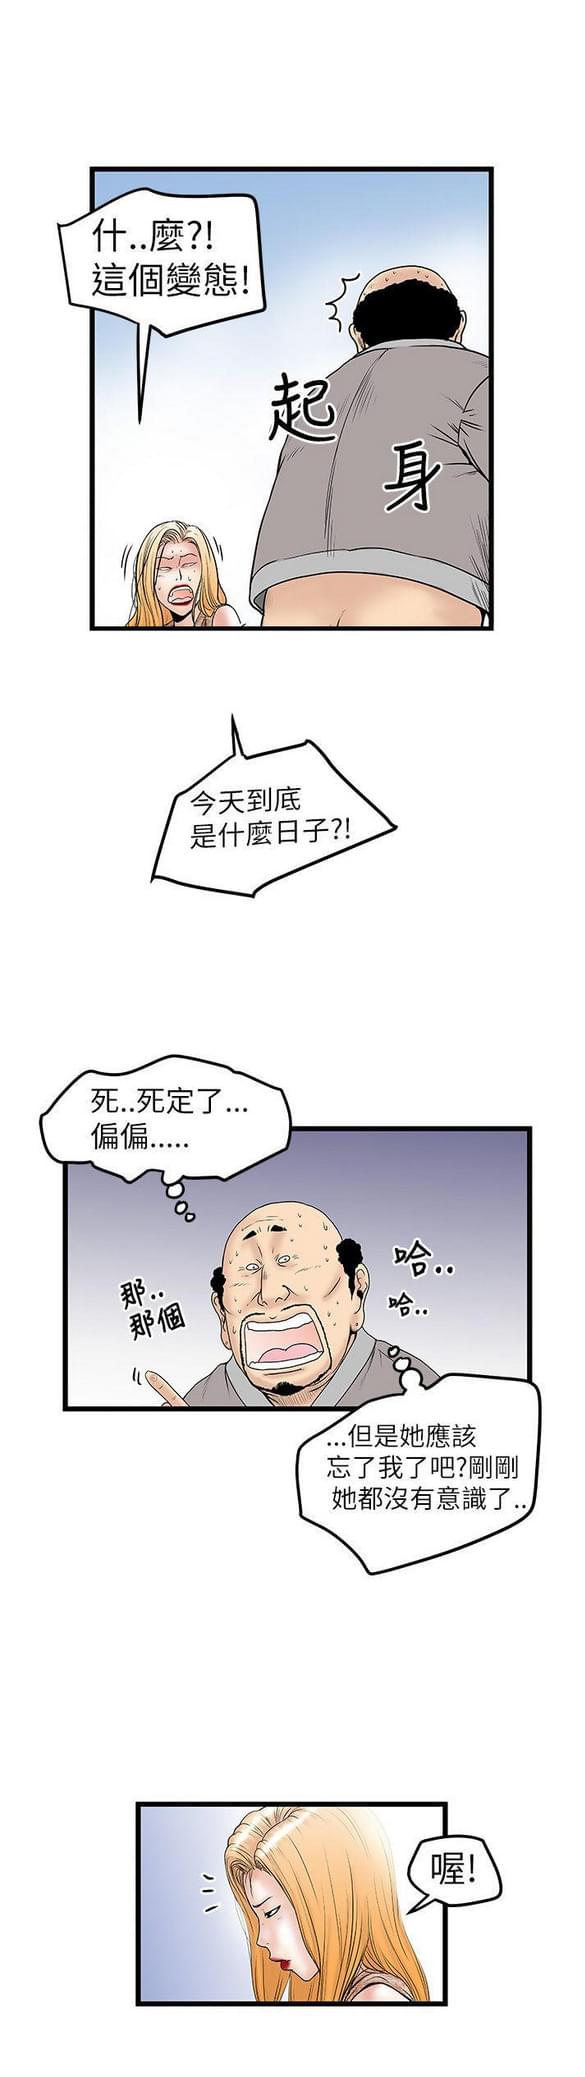 什..麼?!
這個變態!
起
身
今天到底
是什麼日子?!
死..死定了...
偏偏.....
那..
那個
哈..
哈..
...但是她應該
忘了我了吧?剛剛
她都沒有意識了..
喔!